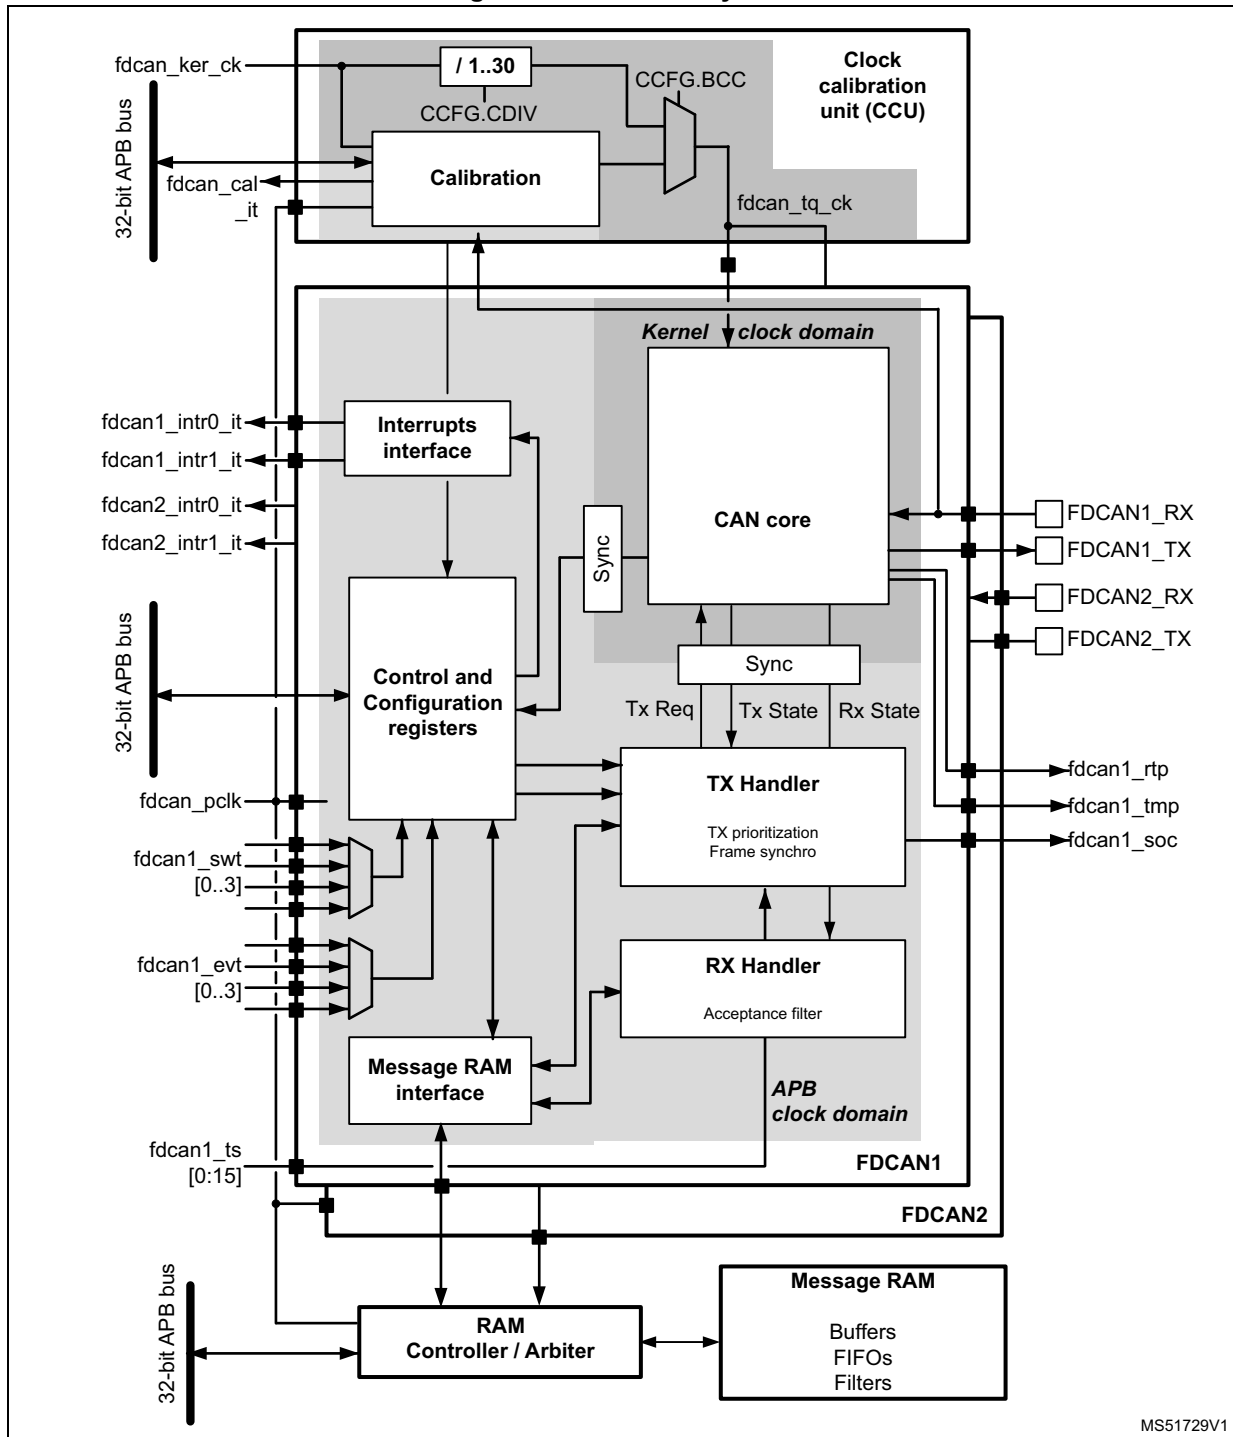 fdcan_ker_ck
/ 1..30
CCFG.CDIV
CCFG.BCC
Clock
calibration
unit (CCU)
32-bit APB bus
Calibration
fdcan_cal
_it
fdcan_tq_ck
Kernel clock domain
fdcan1_intr0_it
fdcan1_intr1_it
fdcan2_intr0_it
fdcan2_intr1_it
Interrupts
interface
CAN core
Sync
FDCAN1_RX
FDCAN1_TX
FDCAN2_RX
FDCAN2_TX
32-bit APB bus
Control and
Configuration
registers
Sync
Tx Req
Tx State
Rx State
TX Handler
TX prioritization
Frame synchro
fdcan1_rtp
fdcan1_tmp
fdcan1_soc
fdcan_pclk
fdcan1_swt
[0..3]
fdcan1_evt
[0..3]
RX Handler
Acceptance filter
Message RAM
interface
APB
clock domain
fdcan1_ts
[0:15]
FDCAN1
FDCAN2
32-bit APB bus
RAM
Controller / Arbiter
Message RAM
Buffers
FIFOs
Filters
MS51729V1